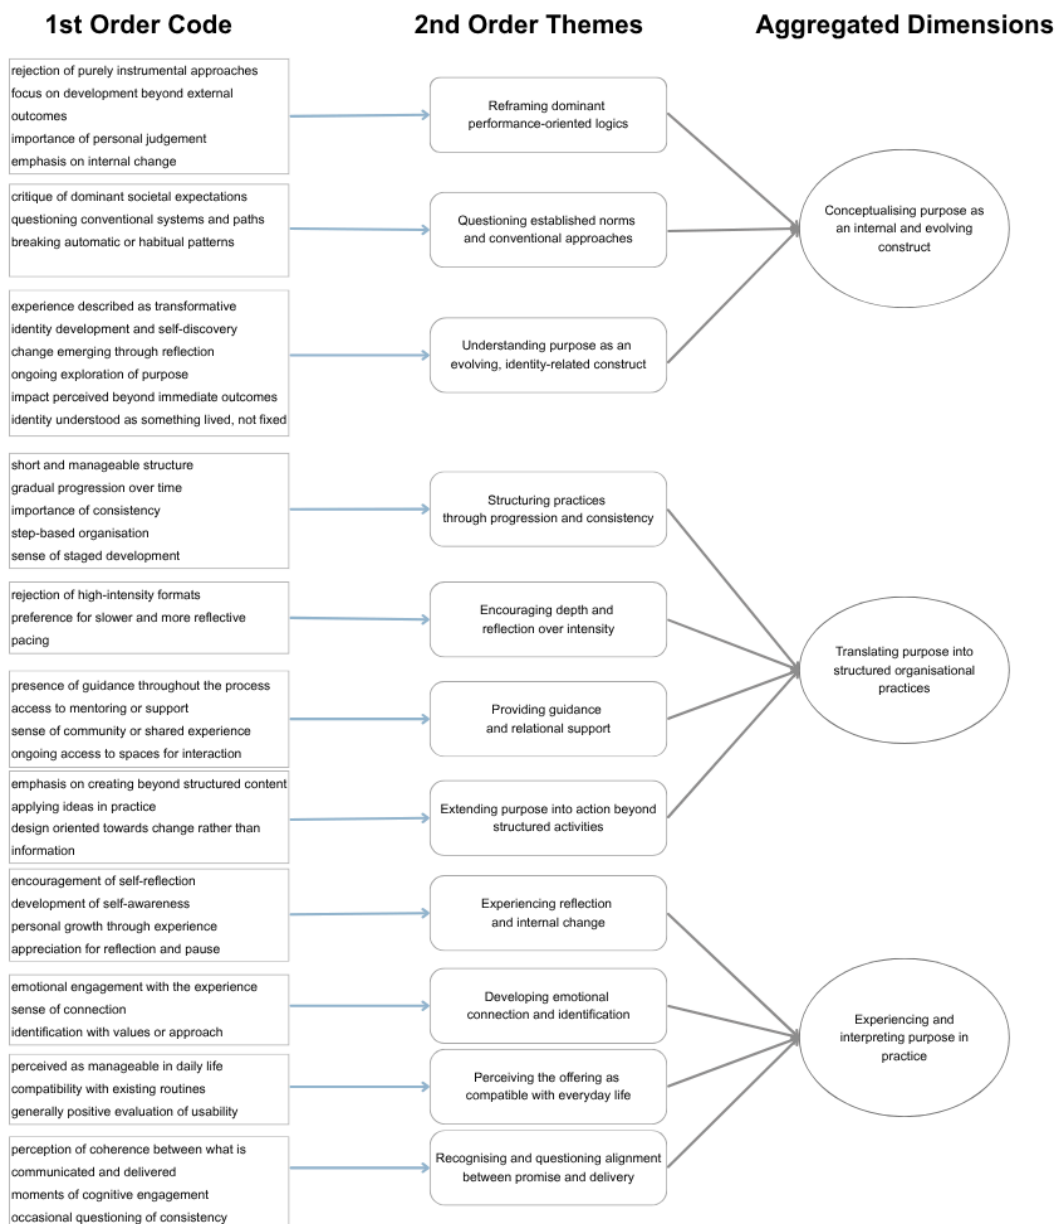 1st Order Code
2nd Order Themes
Aggregated Dimensions
rejection of purely instrumental approaches
focus on development beyond external
outcomes
importance of personal judgement
emphasis on internal change
Reframing dominant
performance-oriented logics
critique of dominant societal expectations
questioning conventional systems and paths
breaking automatic or habitual patterns
Questioning established norms
and conventional approaches
Conceptualising purpose as
an internal and evolving
construct
experience described as transformative
identity development and self-discovery
change emerging through reflection
ongoing exploration of purpose
impact perceived beyond immediate outcomes
identity understood as something lived, not fixed
Understanding purpose as an
evolving, identity-related construct
short and manageable structure
gradual progression over time
importance of consistency
step-based organisation
sense of staged development
Structuring practices
through progression and consistency
rejection of high-intensity formats
preference for slower and more reflective
pacing
Encouraging depth and
reflection over intensity
Translating purpose into
structured organisational
practices
presence of guidance throughout the process
access to mentoring or support
sense of community or shared experience
ongoing access to spaces for interaction
Providing guidance
and relational support
emphasis on creating beyond structured content
applying ideas in practice
design oriented towards change rather than
information
Extending purpose into action beyond
structured activities
encouragement of self-reflection
development of self-awareness
personal growth through experience
appreciation for reflection and pause
Experiencing reflection
and internal change
emotional engagement with the experience
sense of connection
identification with values or approach
Developing emotional
connection and identification
Experiencing and
interpreting purpose in
practice
perceived as manageable in daily life
compatibility with existing routines
generally positive evaluation of usability
Perceiving the offering as
compatible with everyday life
perception of coherence between what is
communicated and delivered
moments of cognitive engagement
occasional questioning of consistency
Recognising and questioning alignment
between promise and delivery